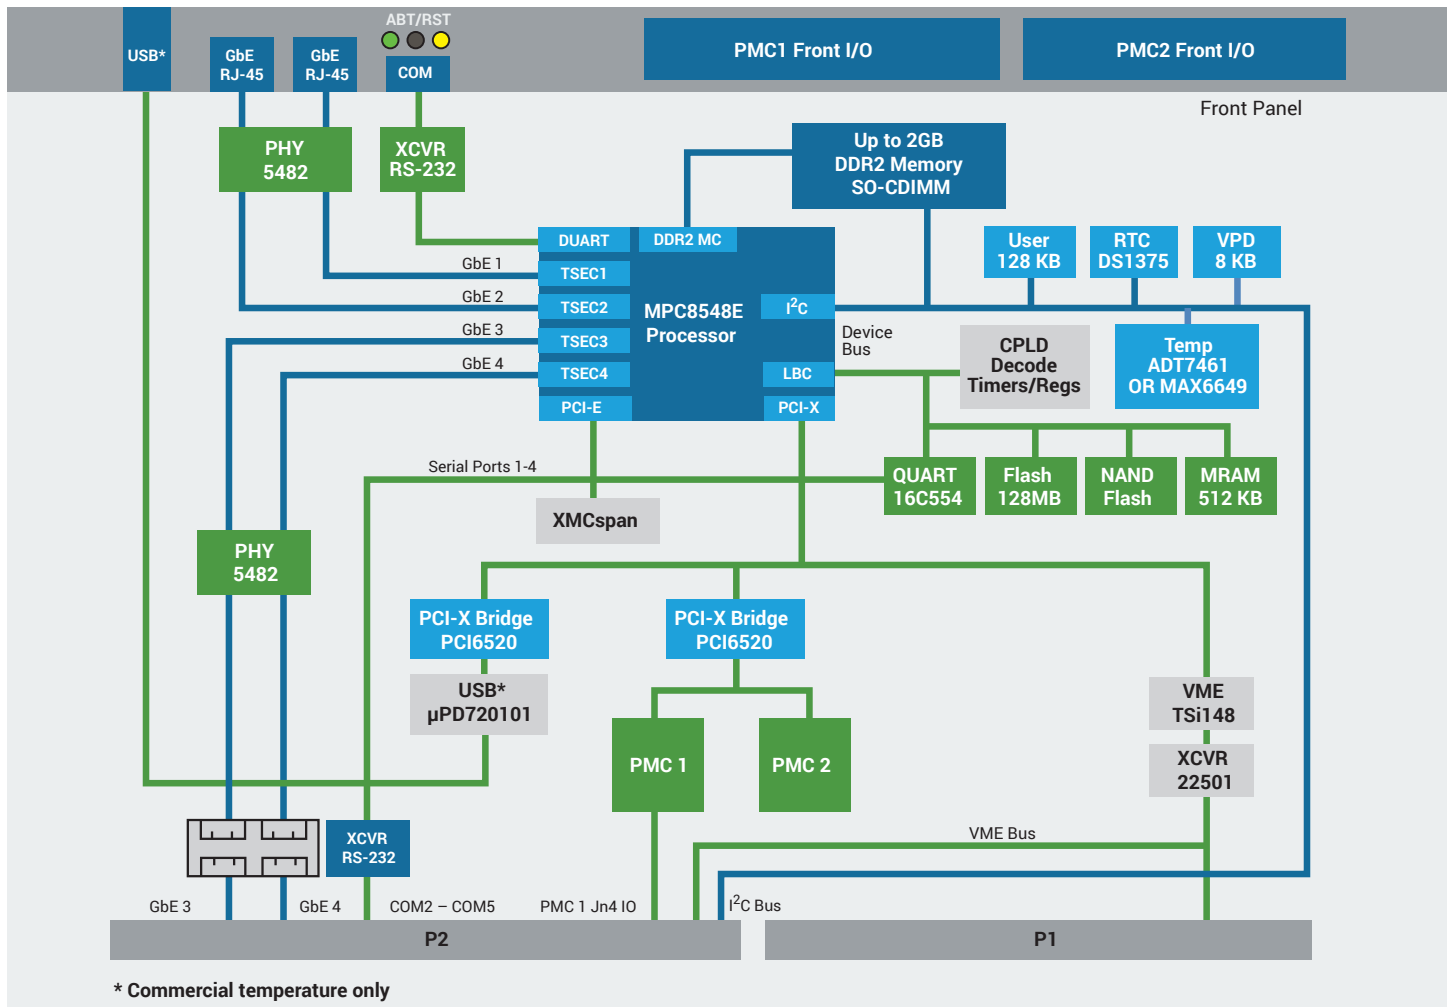 ABT/RST
USB*
GbE
RJ-45
GbE
RJ-45
COM
PMC1 Front I/O
PMC2 Front I/O
Front Panel
PHY
5482
XCVR
RS-232
Up to 2GB
DDR2 Memory
SO-CDIMM
DUART
DDR2 MC
User
128 KB
RTC
DS1375
VPD
8 KB
GbE 1
TSEC1
GbE 2
TSEC2
MPC8548E
Processor
I2C
GbE 3
TSEC3
Device
Bus
CPLD
Decode
Timers/Regs
Temp
ADT7461
OR MAX6649
GbE 4
TSEC4
LBC
PCI-E
PCI-X
Serial Ports 1-4
QUART
16C554
Flash
128MB
NAND
Flash
MRAM
512 KB
XMCspan
PHY
5482
PCI-X Bridge
PCI6520
PCI-X Bridge
PCI6520
USB*
µPD720101
VME
TSi148
PMC 1
PMC 2
XCVR
22501
XCVR
RS-232
VME Bus
GbE 3
GbE 4
COM2 – COM5
PMC 1 Jn4 IO
I2C Bus
P2
P1
* Commercial temperature only